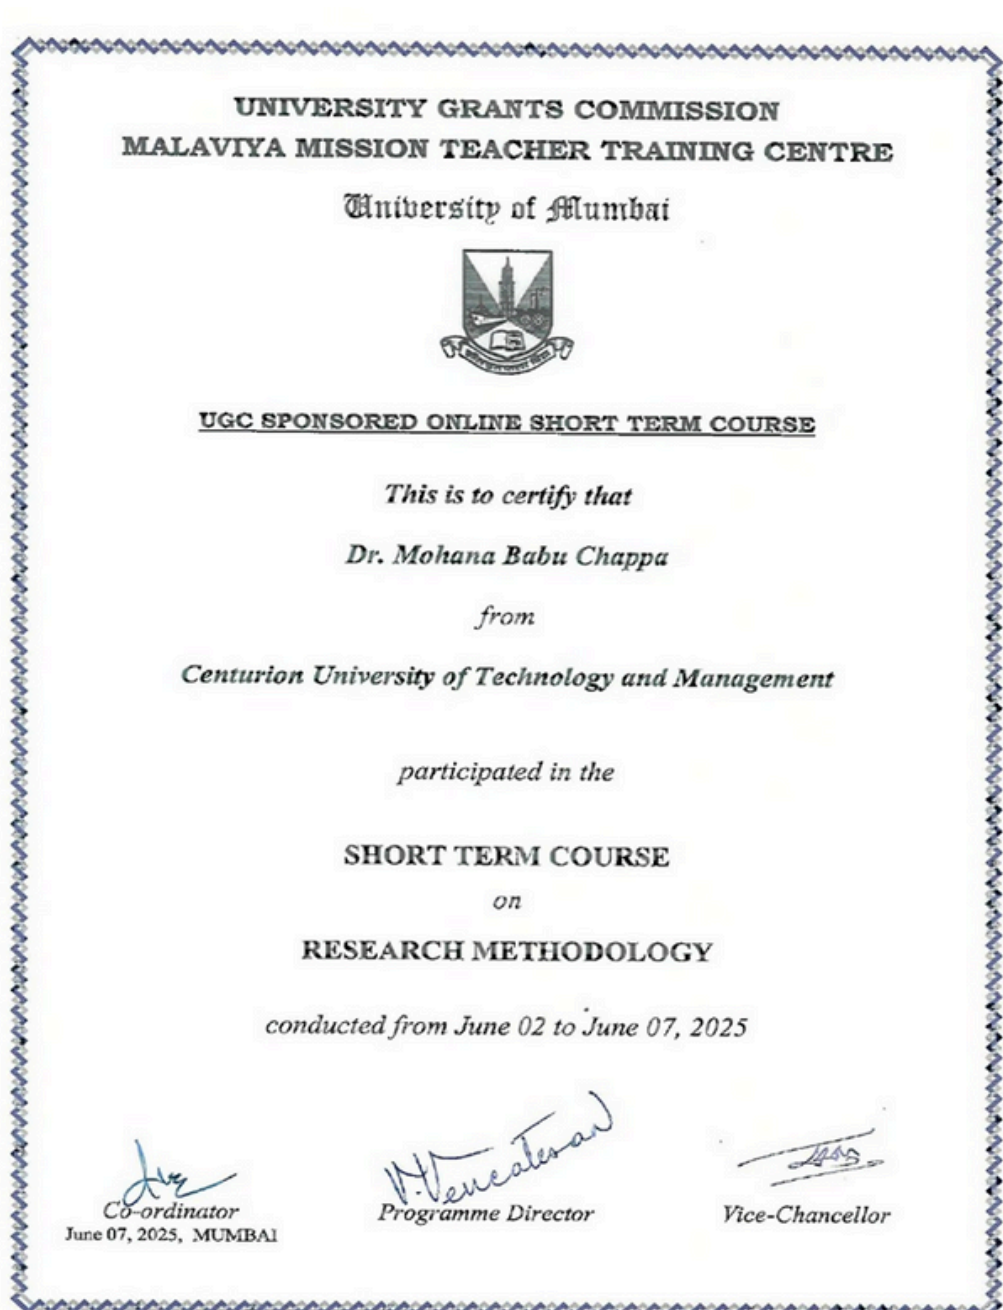 UNIVERSITY GRANTS COMMISSION
MALAVIYA MISSION TEACHER TRAINING CENTRE
University of Mumbai
UGC SPONSORED ONLINE SHORT TERM COURSE
This is to certify that
Dr. Mohana Babu Chappa
from
Centurion University of Technology and Management
participated in the
SHORT TERM COURSE
on
RESEARCH METHODOLOGY
conducted from June 02 to June 07, 2025
V. Vencatesan
Co-ordinator
Programme Director
Vice-Chancellor
June 07, 2025, MUMBAI